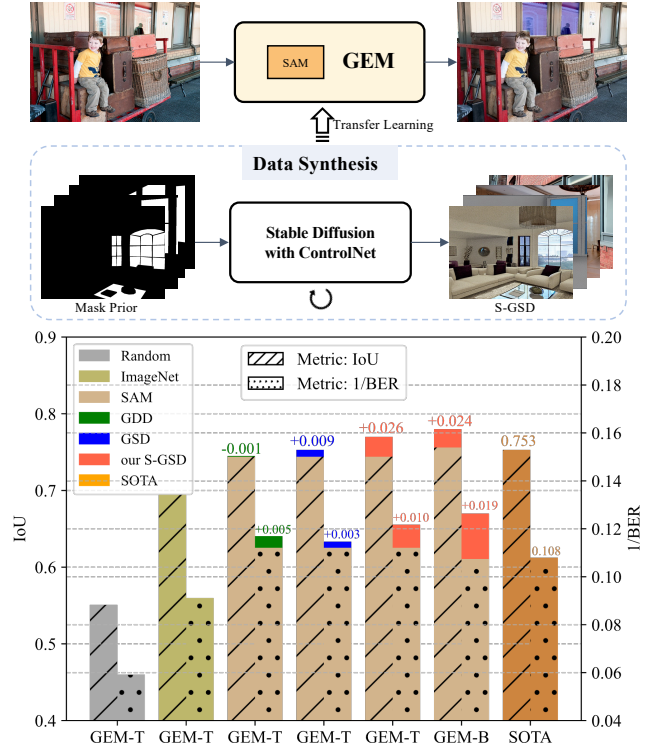 SAM
GEM
Transfer Learning
Data Synthesis
Stable Diffusion
with ControlNet
Mask Prior
S-GSD
0.9
0.8
0.7
0.6
0.5
0.4
IoU
Random
ImageNet
SAM
GDD
GSD
our S-GSD
SOTA
Metric: IoU
Metric: 1/BER
-0.001
+0.005
+0.009
+0.003
+0.026
+0.010
+0.024
+0.019
0.753
0.108
0.20
0.18
0.16
0.14
0.12
0.10
0.08
0.06
0.04
1/BER
GEM-T GEM-T GEM-T GEM-T GEM-T GEM-B SOTA